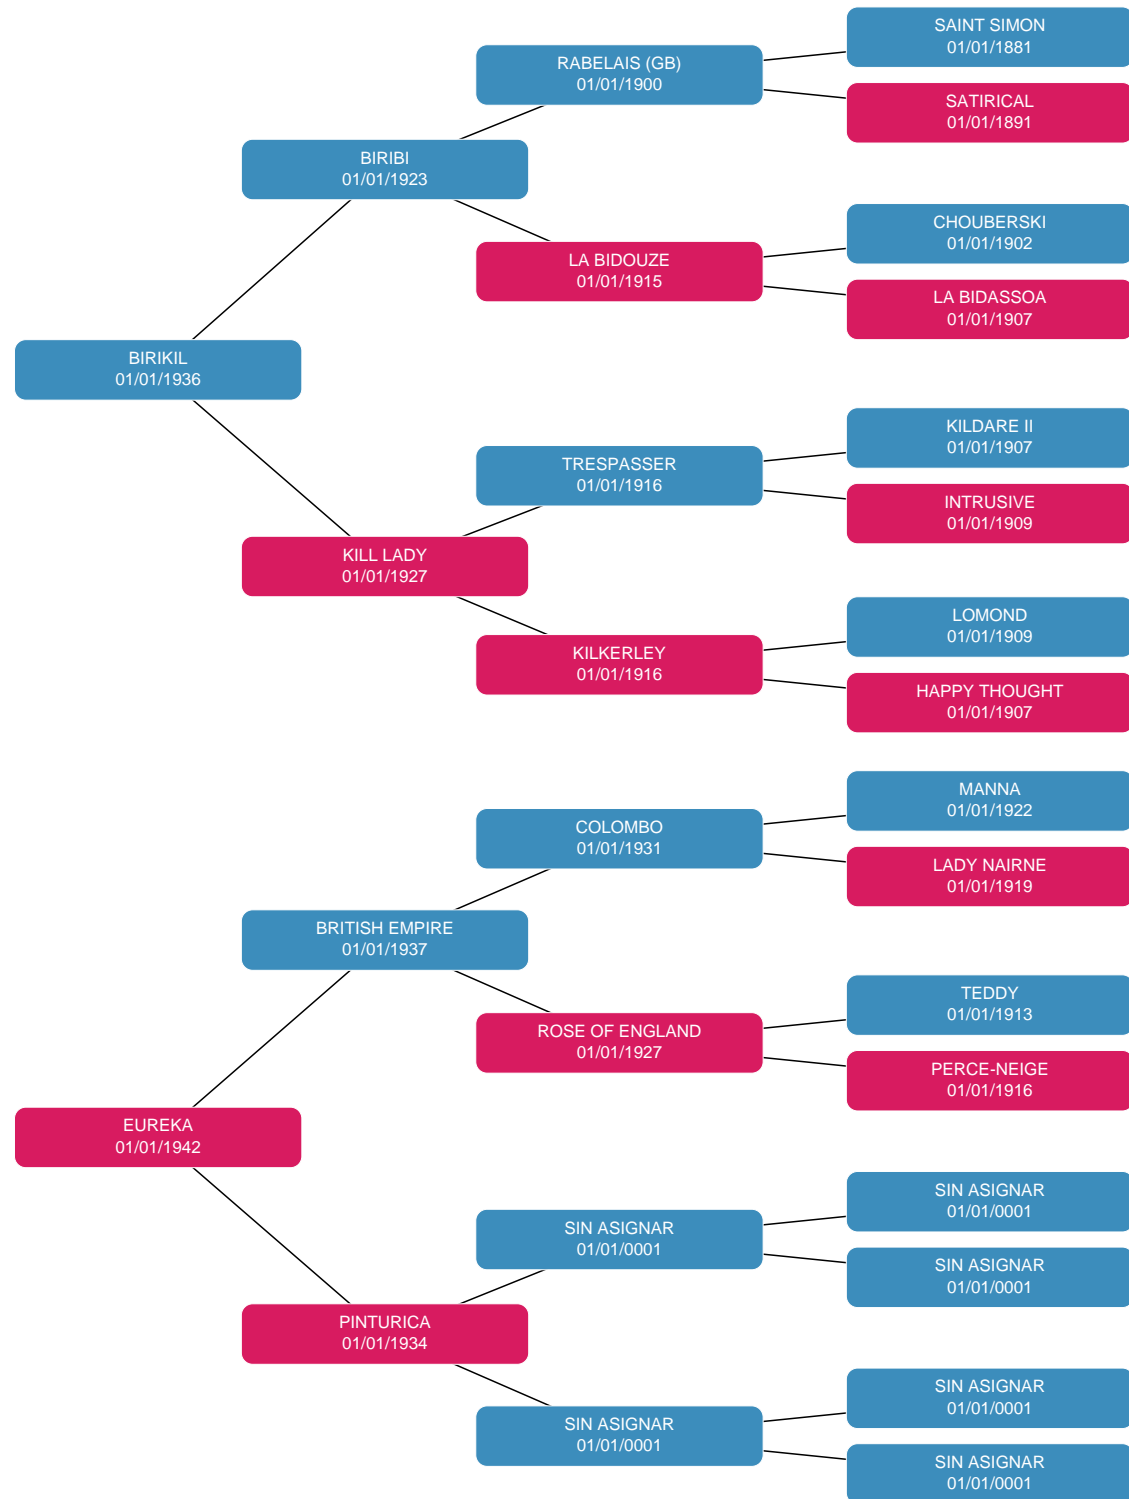 SAINT SIMON
01/01/1881
RABELAIS (GB)
01/01/1900
SATIRICAL
01/01/1891
BIRIBI
01/01/1923
CHOUBERSKI
01/01/1902
LA BIDOUZE
01/01/1915
LA BIDASSOA
01/01/1907
BIRIKIL
01/01/1936
KILDARE II
01/01/1907
TRESPASSER
01/01/1916
INTRUSIVE
01/01/1909
KILL LADY
01/01/1927
LOMOND
01/01/1909
KILKERLEY
01/01/1916
HAPPY THOUGHT
01/01/1907
MANNA
01/01/1922
COLOMBO
01/01/1931
LADY NAIRNE
01/01/1919
BRITISH EMPIRE
01/01/1937
TEDDY
01/01/1913
ROSE OF ENGLAND
01/01/1927
PERCE-NEIGE
01/01/1916
EUREKA
01/01/1942
SIN ASIGNAR
01/01/0001
SIN ASIGNAR
01/01/0001
SIN ASIGNAR
01/01/0001
PINTURICA
01/01/1934
SIN ASIGNAR
01/01/0001
SIN ASIGNAR
01/01/0001
SIN ASIGNAR
01/01/0001